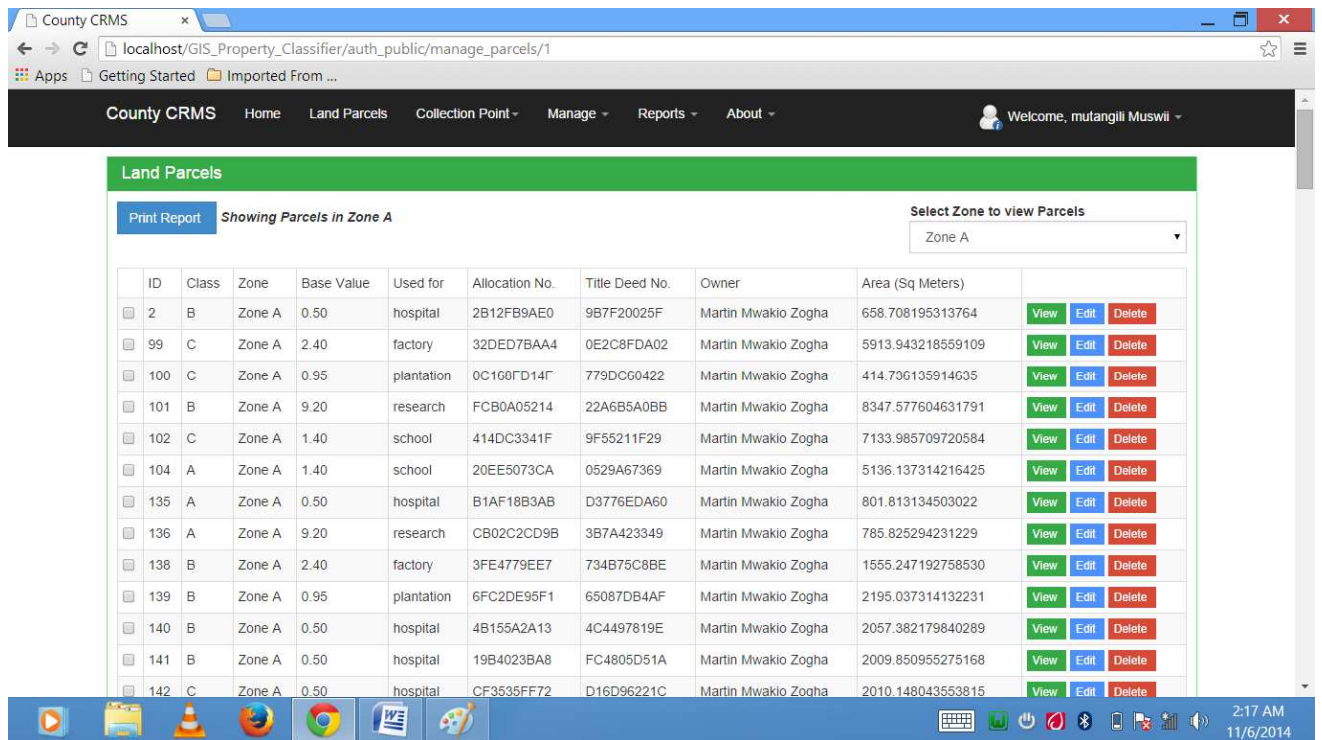 County CRMS
localhost/GIS_Property_Classifier/auth_public/manage_parcels/1
Apps Getting Started Imported From ...
County CRMS Home Land Parcels Collection Point Manage Reports About Welcome, mutangili Muswii
Land Parcels
Print Report Showing Parcels in Zone A
Select Zone to view Parcels
Zone A
ID Class Zone Base Value Used for Allocation No. Title Deed No. Owner Area (Sq Meters)
2 B Zone A 0.50 hospital 2B12FB9AE0 9B7F20025F Martin Mwakio Zogha 658.708195313764 View Edit Delete
99 C Zone A 2.40 factory 32DED7BAA4 0E2C8FDA02 Martin Mwakio Zogha 5913.943218559109 View Edit Delete
100 C Zone A 0.95 plantation 0C168FD14F 779DC60422 Martin Mwakio Zogha 414.736135914635 View Edit Delete
101 B Zone A 9.20 research FCB0A05214 22A6B5A0BB Martin Mwakio Zogha 8347.577604631791 View Edit Delete
102 C Zone A 1.40 school 414DC3341F 9F55211F29 Martin Mwakio Zogha 7133.985709720584 View Edit Delete
104 A Zone A 1.40 school 20EE5073CA 0529A67369 Martin Mwakio Zogha 5136.137314216425 View Edit Delete
135 A Zone A 0.50 hospital B1AF18B3AB D3776EDA60 Martin Mwakio Zogha 801.813134503022 View Edit Delete
136 A Zone A 9.20 research CB02C2CD9B 3B7A423349 Martin Mwakio Zogha 785.825294231229 View Edit Delete
138 B Zone A 2.40 factory 3FE4779EE7 734B75C8BE Martin Mwakio Zogha 1555.247192758530 View Edit Delete
139 B Zone A 0.95 plantation 6FC2DE95F1 65087DB4AF Martin Mwakio Zogha 2195.037314132231 View Edit Delete
140 B Zone A 0.50 hospital 4B155A2A13 4C4497819E Martin Mwakio Zogha 2057.382179840289 View Edit Delete
141 B Zone A 0.50 hospital 19B4023BA8 FC4805D51A Martin Mwakio Zogha 2009.850955275168 View Edit Delete
142 C Zone A 0.50 hospital CF3535FF72 D16D96221C Martin Mwakio Zogha 2010.148043553815 View Edit Delete
2:17 AM
11/6/2014